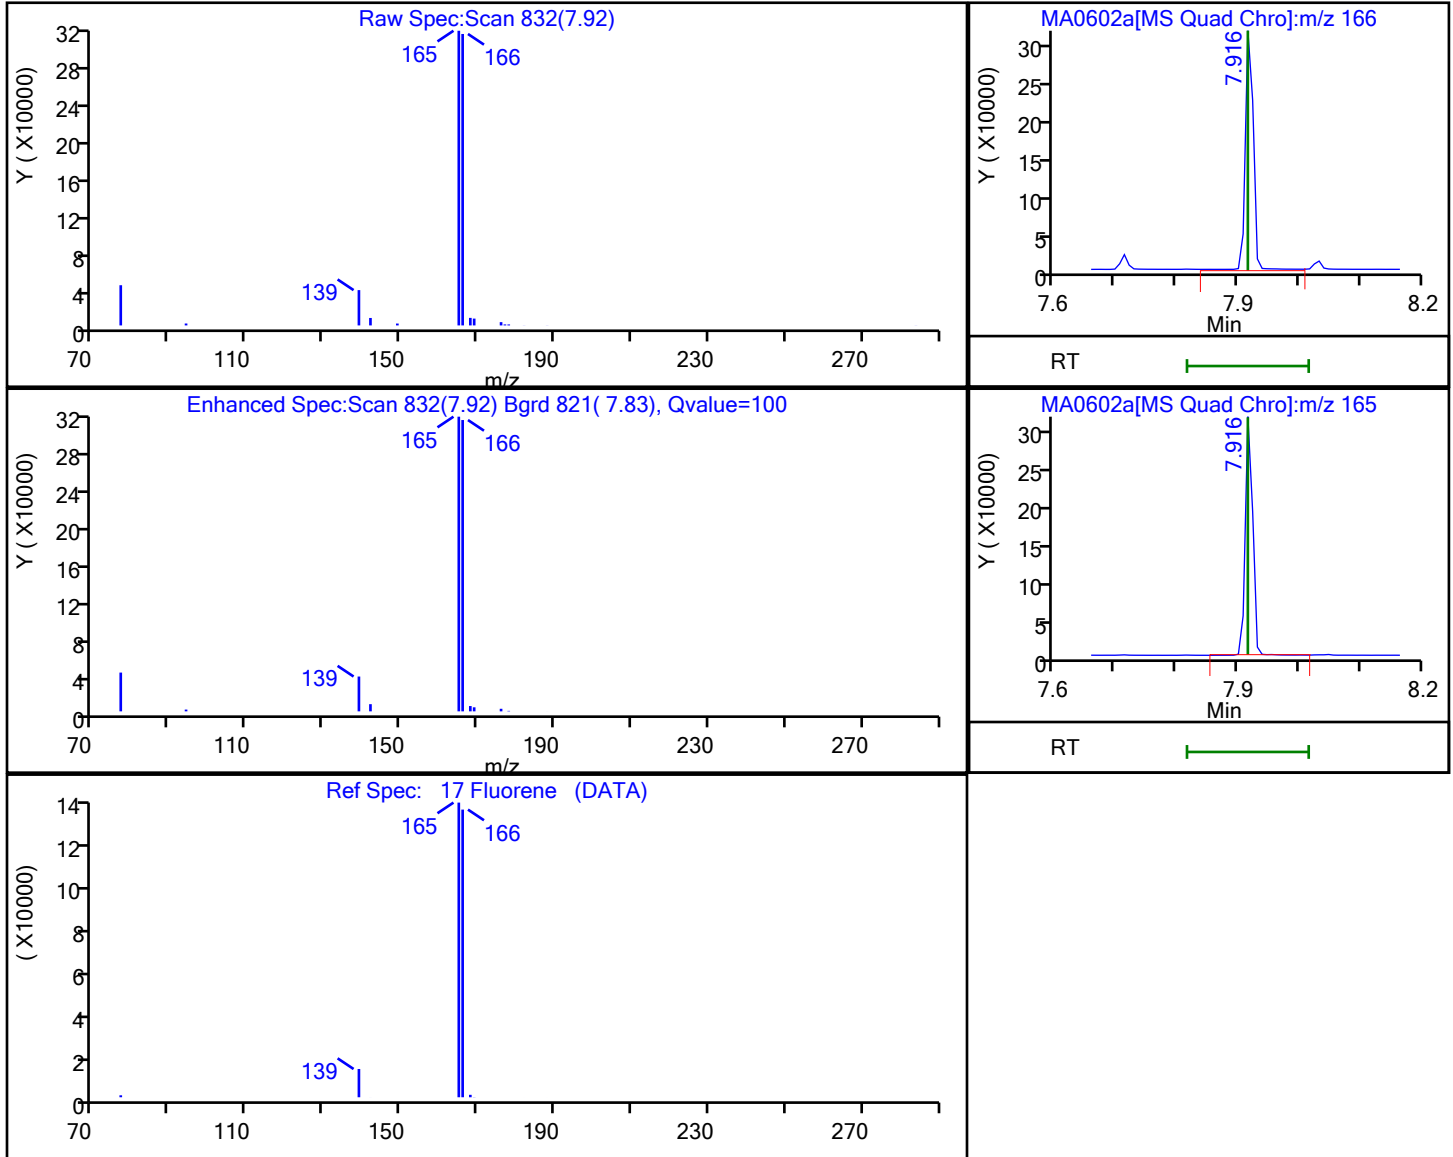 Raw Spec:Scan 832(7.92)
Y ( X10000)
32
28
24
20
16
12
8
4
0
165
166
139
70 110 150 190 230 270
m/z
MA0602a[MS Quad Chro]:m/z 166
Y ( X10000)
30
25
20
15
10
5
0
7.916
7.6 7.9 8.2
Min
RT
Enhanced Spec:Scan 832(7.92) Bgrd 821( 7.83), Qvalue=100
Y ( X10000)
32
28
24
20
16
12
8
4
0
165
166
139
70 110 150 190 230 270
m/z
MA0602a[MS Quad Chro]:m/z 165
Y ( X10000)
30
25
20
15
10
5
0
7.916
7.6 7.9 8.2
Min
RT
Ref Spec: 17 Fluorene (DATA)
( X10000)
14
12
10
8
6
4
2
0
165
166
139
70 110 150 190 230 270